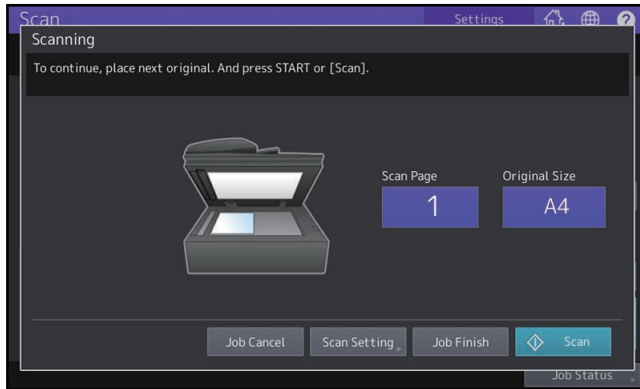 Scan
Settings
?
Scanning
To continue, place next original. And press START or [Scan].
Scan Page
Original Size
1
A4
Job Cancel
Scan Setting
Job Finish
Scan
Job Status